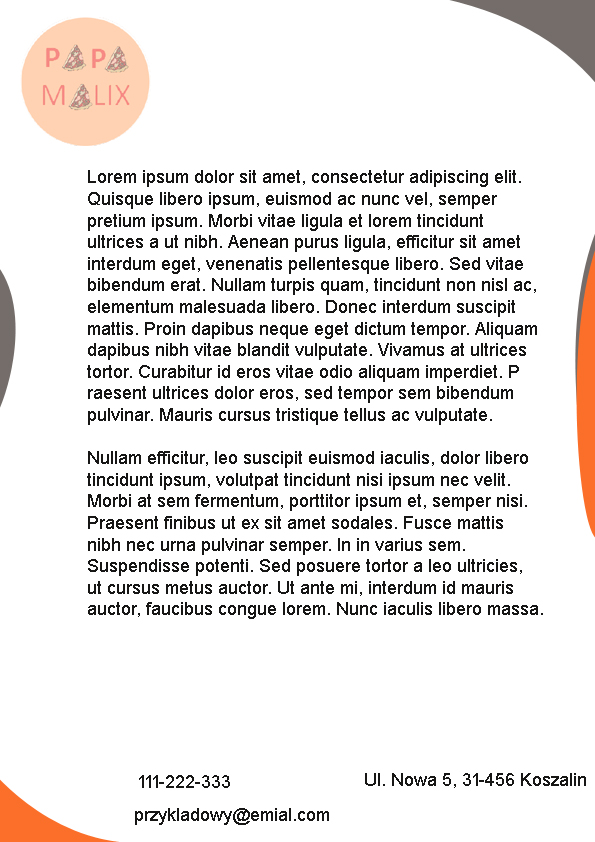 PAPA
MALIX
Lorem ipsum dolor sit amet, consectetur adipiscing elit.
Quisque libero ipsum, euismod ac nunc vel, semper
pretium ipsum. Morbi vitae ligula et lorem tincidunt
ultrices a ut nibh. Aenean purus ligula, efficitur sit amet
interdum eget, venenatis pellentesque libero. Sed vitae
bibendum erat. Nullam turpis quam, tincidunt non nisl ac,
elementum malesuada libero. Donec interdum suscipit
mattis. Proin dapibus neque eget dictum tempor. Aliquam
dapibus nibh vitae blandit vulputate. Vivamus at ultrices
tortor. Curabitur id eros vitae odio aliquam imperdiet. P
raesent ultrices dolor eros, sed tempor sem bibendum
pulvinar. Mauris cursus tristique tellus ac vulputate.
Nullam efficitur, leo suscipit euismod iaculis, dolor libero
tincidunt ipsum, volutpat tincidunt nisi ipsum nec velit.
Morbi at sem fermentum, porttitor ipsum et, semper nisi.
Praesent finibus ut ex sit amet sodales. Fusce mattis
nibh nec urna pulvinar semper. In in varius sem.
Suspendisse potenti. Sed posuere tortor a leo ultricies,
ut cursus metus auctor. Ut ante mi, interdum id mauris
auctor, faucibus congue lorem. Nunc iaculis libero massa.
111-222-333
Ul. Nowa 5, 31-456 Koszalin
przykladowy@emial.com